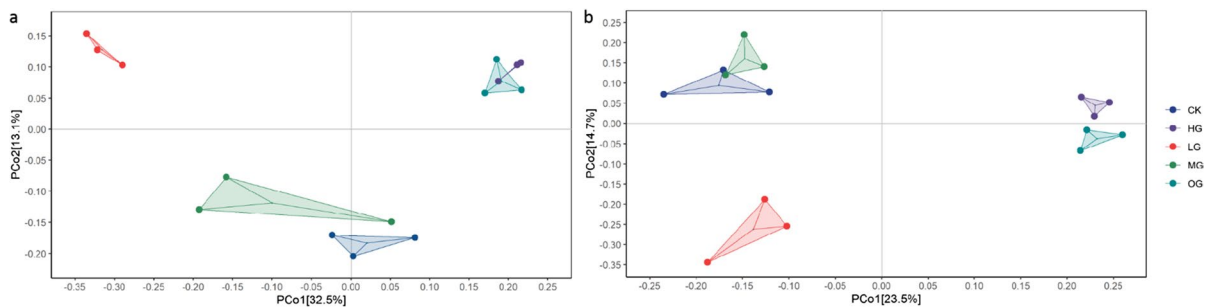 a
0.15
0.10
0.05
0.00
-0.05
-0.10
-0.15
-0.20
PCo2[13.1%]
-0.35 -0.30 -0.25 -0.20 -0.15 -0.10 -0.05 0.00 0.05 0.10 0.15 0.20 0.25
PCo1[32.5%]
b
0.25
0.20
0.15
0.10
0.05
0.00
-0.05
-0.10
-0.15
-0.20
-0.25
-0.30
-0.35
PCo2[14.7%]
-0.25 -0.20 -0.15 -0.10 -0.05 0.00 0.05 0.10 0.15 0.20 0.25
PCo1[23.5%]
CK
HG
LG
MG
OG